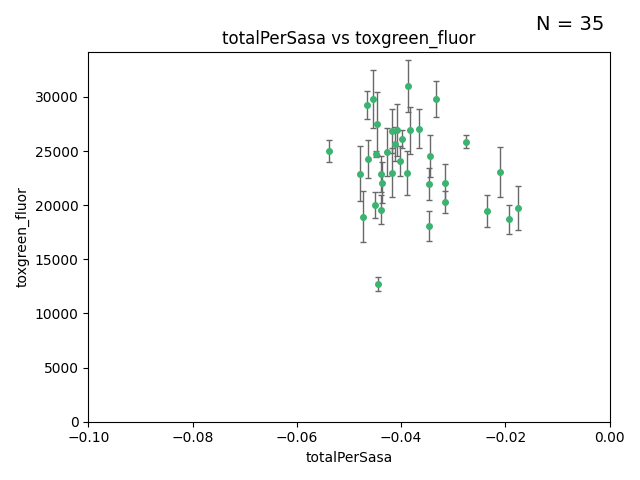 N = 35
totalPerSasa vs toxgreen_fluor
toxgreen_fluor
30000
25000
20000
15000
10000
5000
0
−0.10 −0.08 −0.06 −0.04 −0.02 0.00
totalPerSasa